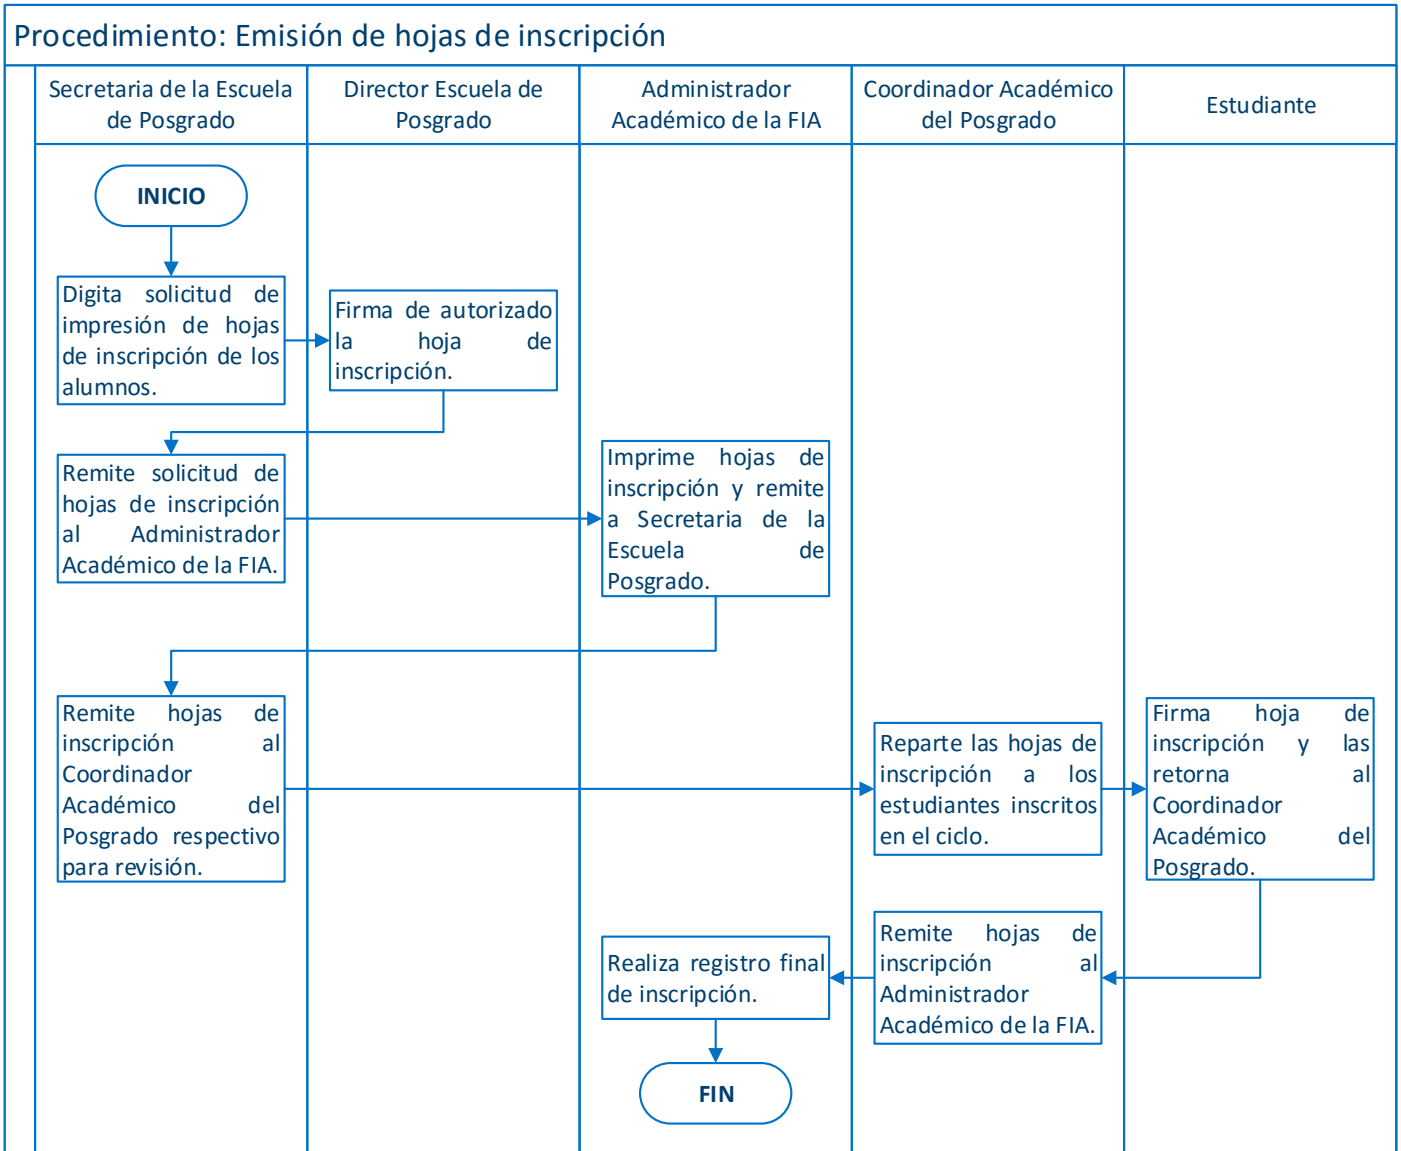 Procedimiento: Emisión de hojas de inscripción
Secretaria de la Escuela
de Posgrado
Director Escuela de
Posgrado
Administrador
Académico de la FIA
Coordinador Académico
del Posgrado
Estudiante
INICIO
Digita solicitud de
impresión de hojas
de inscripción de los
alumnos.
Firma de autorizado
la hoja de
inscripción.
Remite solicitud de
hojas de inscripción
al Administrador
Académico de la FIA.
Imprime hojas de
inscripción y remite
a Secretaria de la
Escuela de
Posgrado.
Remite hojas de
inscripción al
Coordinador
Académico del
Posgrado respectivo
para revisión.
Reparte las hojas de
inscripción a los
estudiantes inscritos
en el ciclo.
Firma hoja de
inscripción y las
retorna al
Coordinador
Académico del
Posgrado.
Remite hojas de
inscripción al
Administrador
Académico de la FIA.
Realiza registro final
de inscripción.
FIN